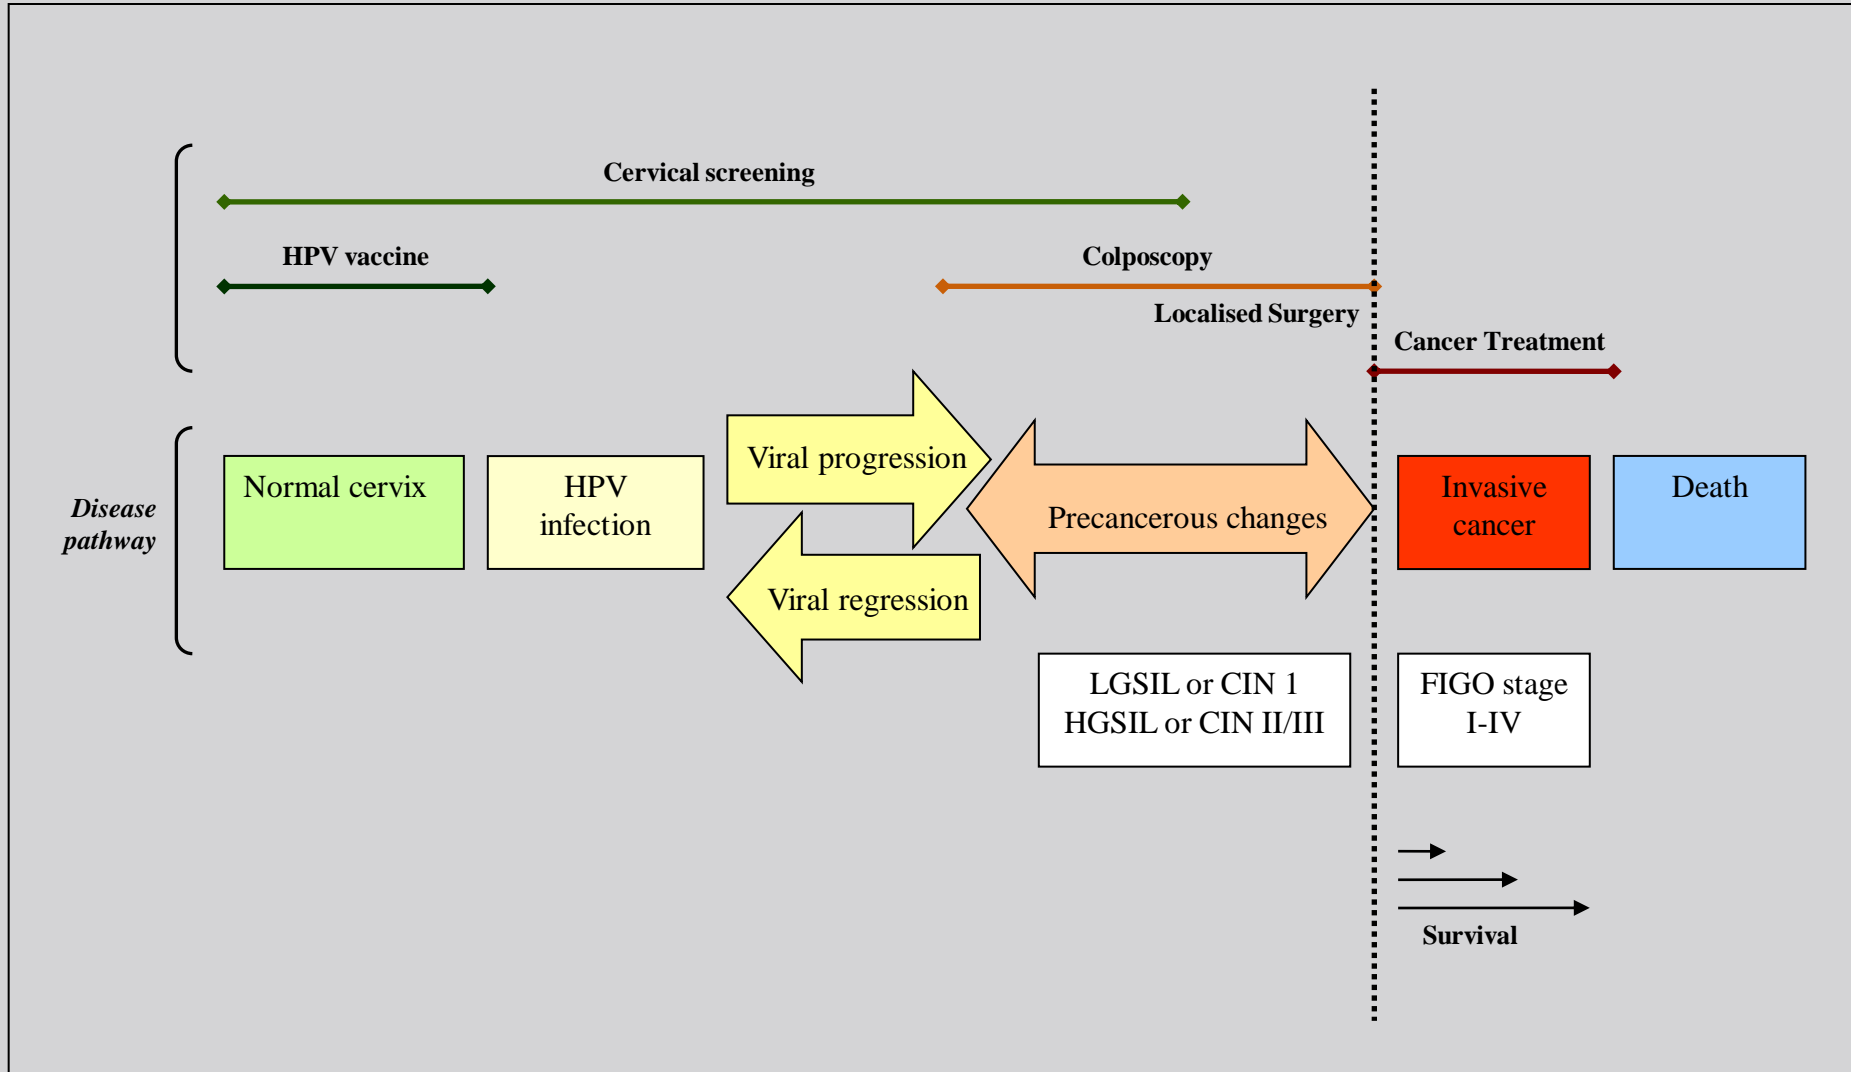 Cervical screening
HPV vaccine
Colposcopy
Localised Surgery
Cancer Treatment
Disease
pathway
Normal cervix
HPV
infection
Viral progression
Viral regression
Precancerous changes
Invasive
cancer
Death
LGSIL or CIN 1
HGSIL or CIN II/III
FIGO stage
I-IV
Survival